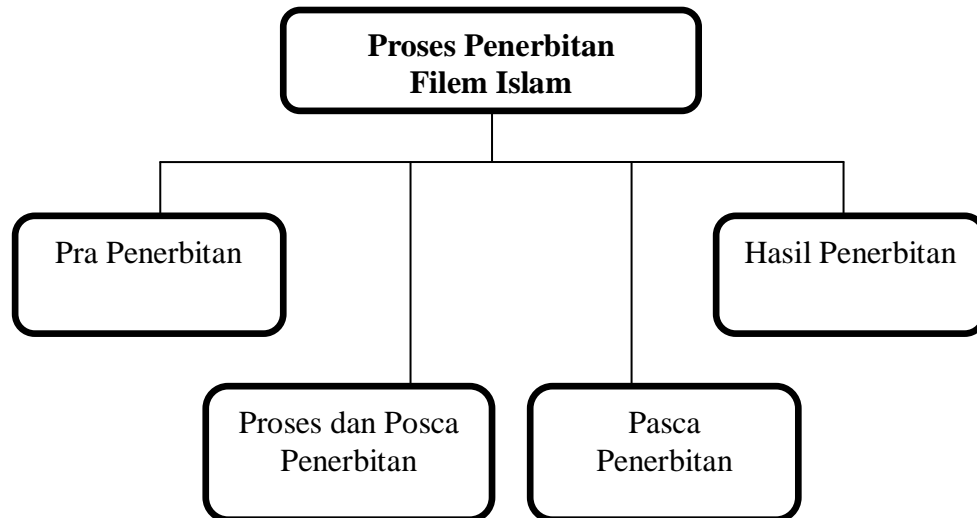 Proses Penerbitan
Filem Islam
Pra Penerbitan
Hasil Penerbitan
Proses dan Posca
Penerbitan
Pasca
Penerbitan